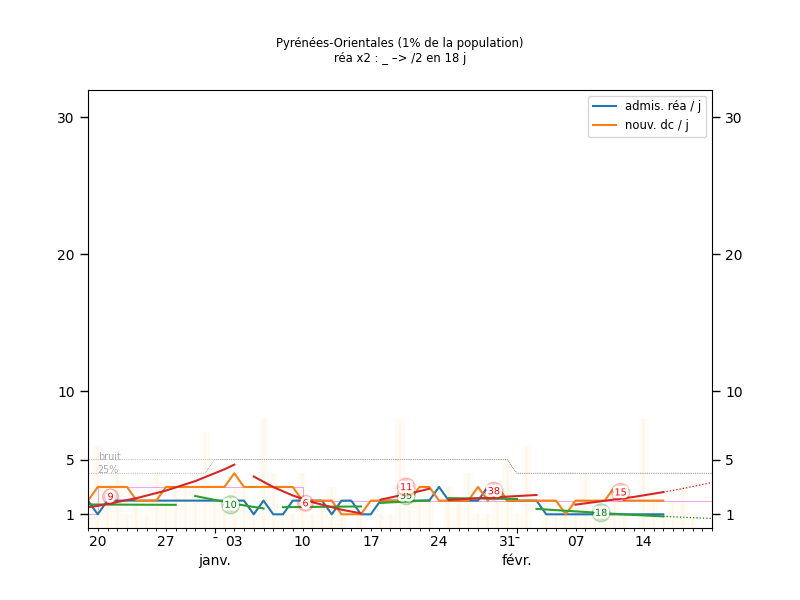 Pyrénées-Orientales (1% de la population)
réa x2 : _ –> /2 en 18 j
admis. réa / j
nouv. dc / j
30 30
20 20
10 10
5 5
1 1
bruit
25%
9 10 6 11 35 38 18 15
20 27 - 03 10 17 24 31- 07 14
janv. févr.